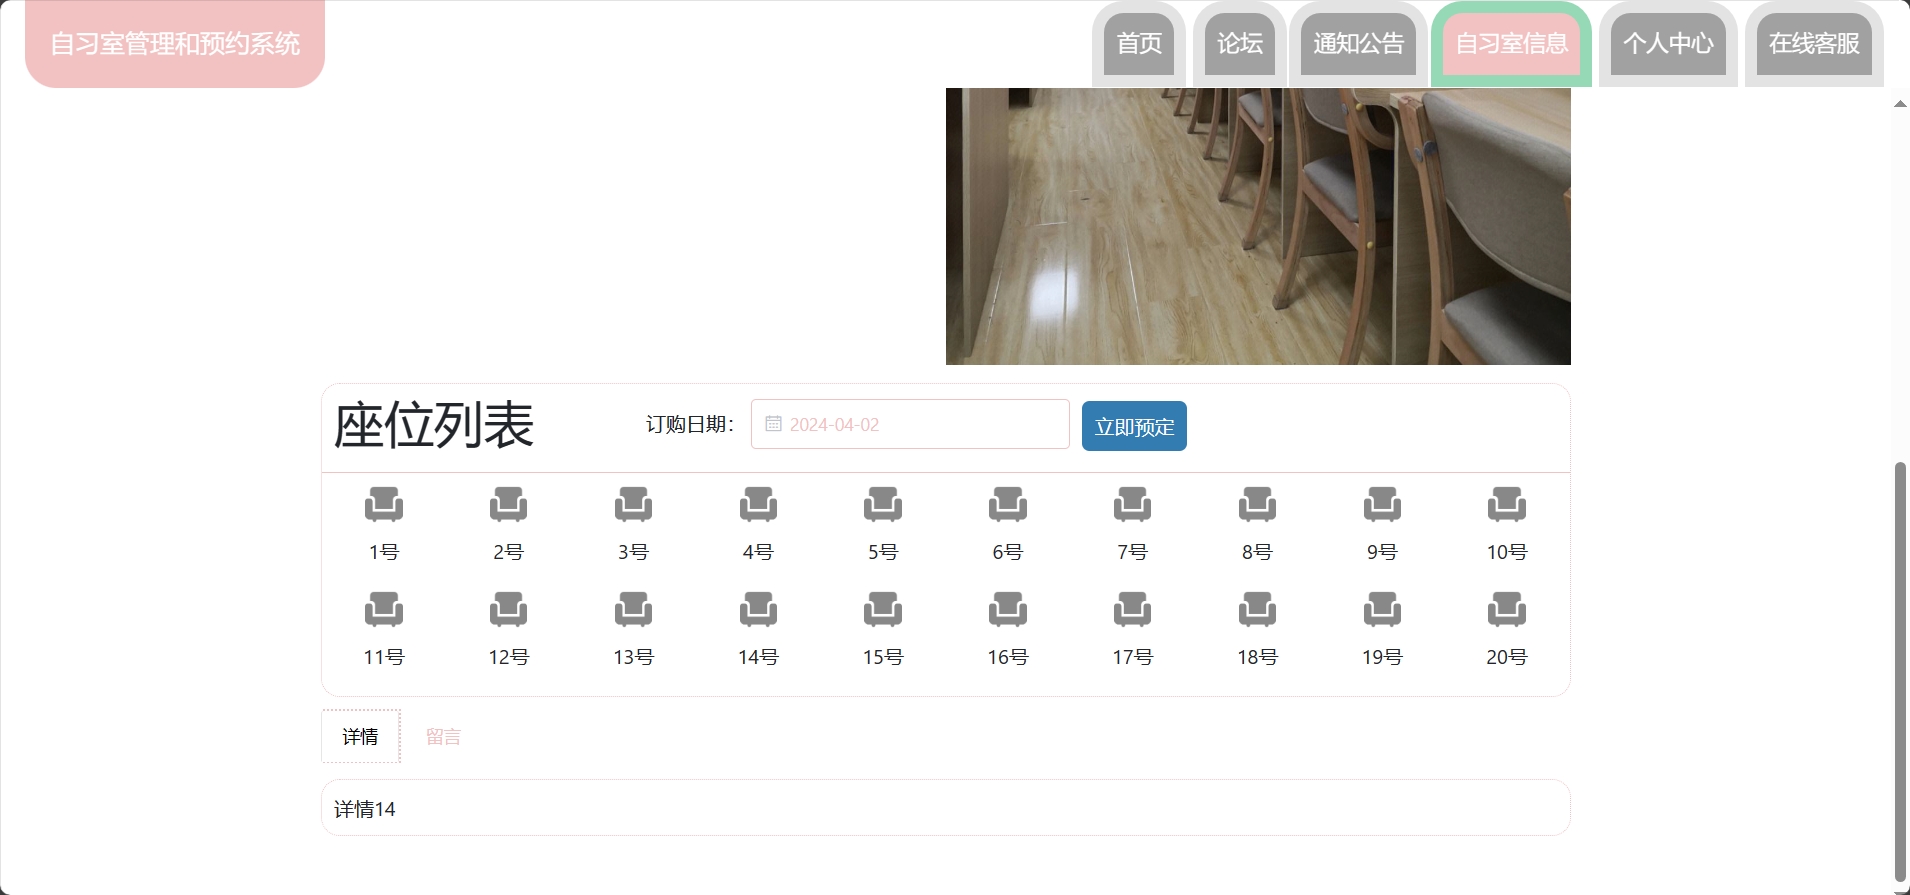 自习室管理和预约系统
首页 论坛 通知公告 自习室信息 个人中心 在线客服
座位列表 订购日期： 2024-04-02 立即预定
1号 2号 3号 4号 5号 6号 7号 8号 9号 10号
11号 12号 13号 14号 15号 16号 17号 18号 19号 20号
详情 留言
详情14